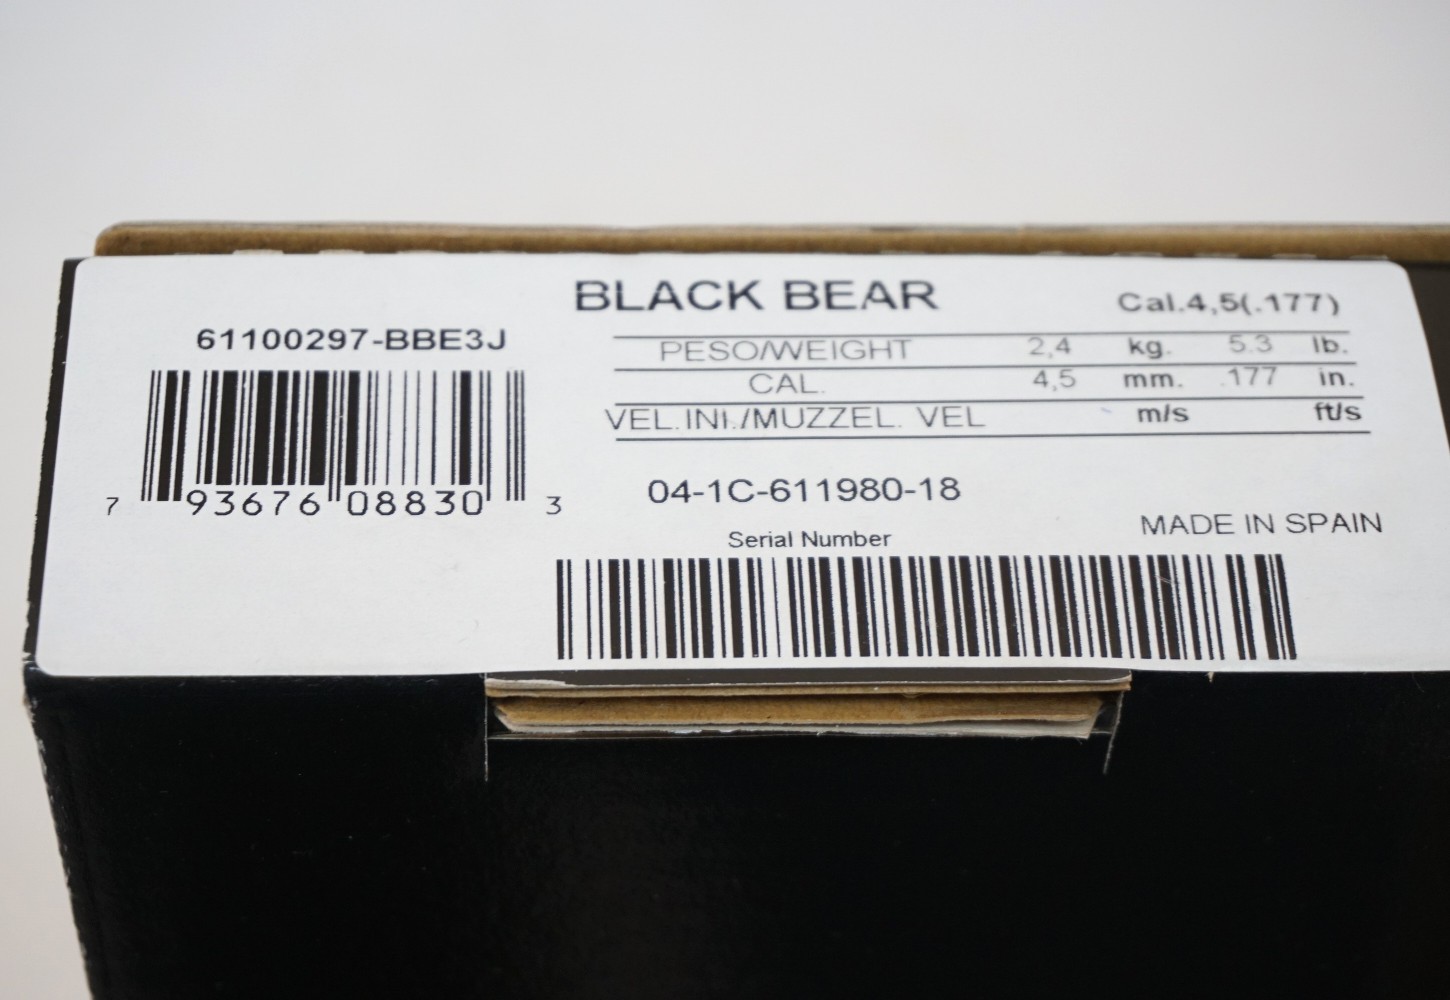 BLACK BEAR
Cal.4,5(.177)
61100297-BBE3J
PESO/WEIGHT 2,4 kg. 5.3 lb.
CAL. 4,5 mm. .177 in.
VEL.INI./MUZZEL. VEL m/s ft/s
7 93676 08830 3
04-1C-611980-18
MADE IN SPAIN
Serial Number